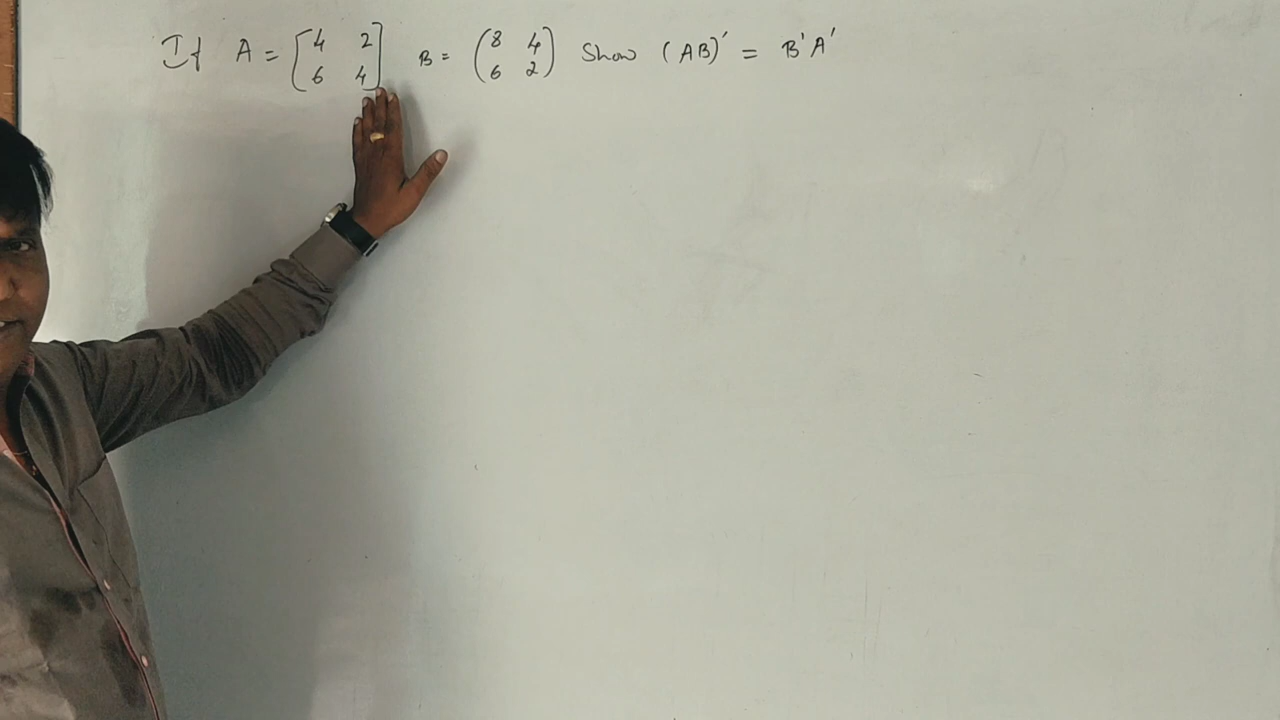 If A = [4 2 6 4] B = (8 4 6 2) Show (AB)' = B'A'